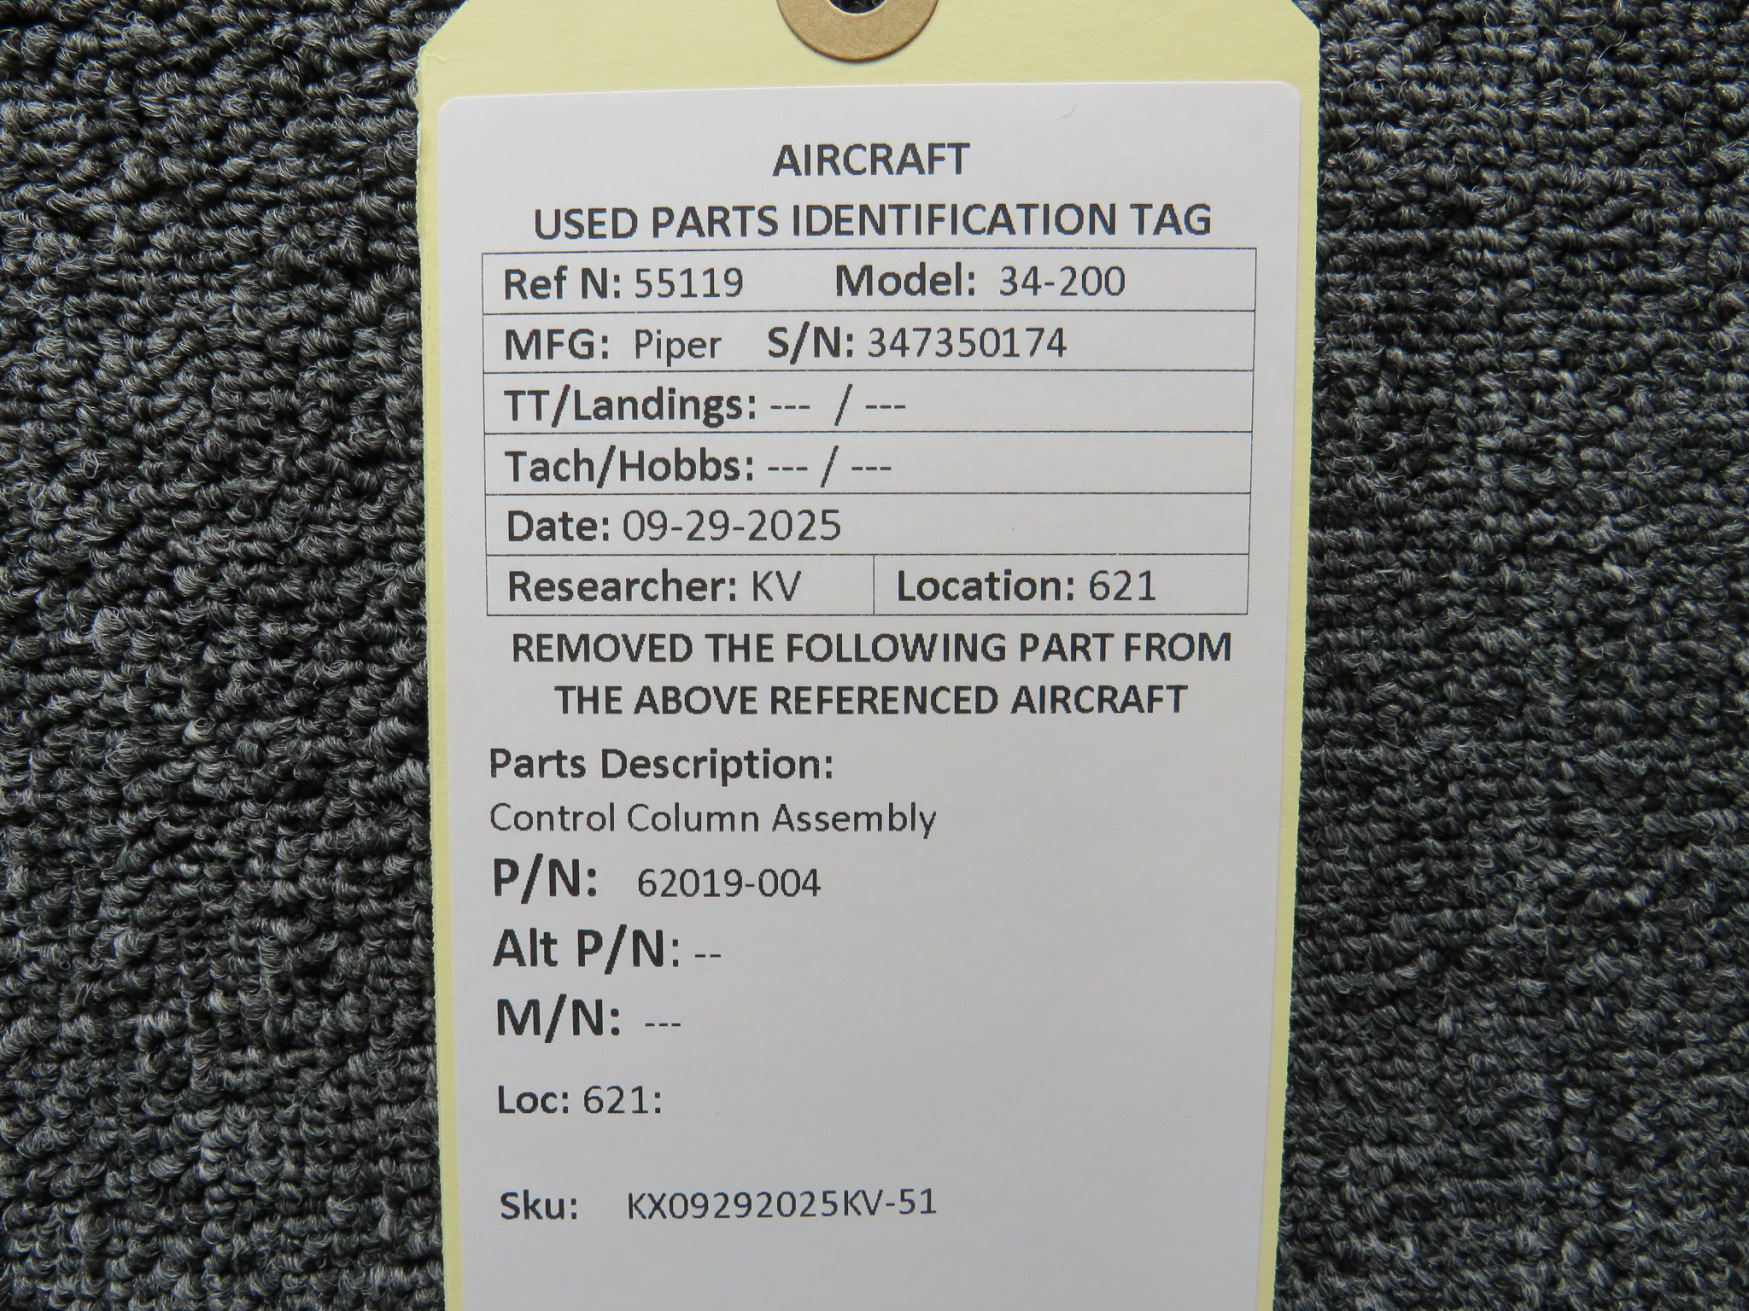 AIRCRAFT
USED PARTS IDENTIFICATION TAG
Ref N: 55119 Model: 34-200
MFG: Piper S/N: 347350174
TT/Landings: --- / ---
Tach/Hobbs: --- / ---
Date: 09-29-2025
Researcher: KV Location: 621
REMOVED THE FOLLOWING PART FROM
THE ABOVE REFERENCED AIRCRAFT
Parts Description:
Control Column Assembly
P/N: 62019-004
Alt P/N: --
M/N: ---
Loc: 621:
Sku: KX09292025KV-51